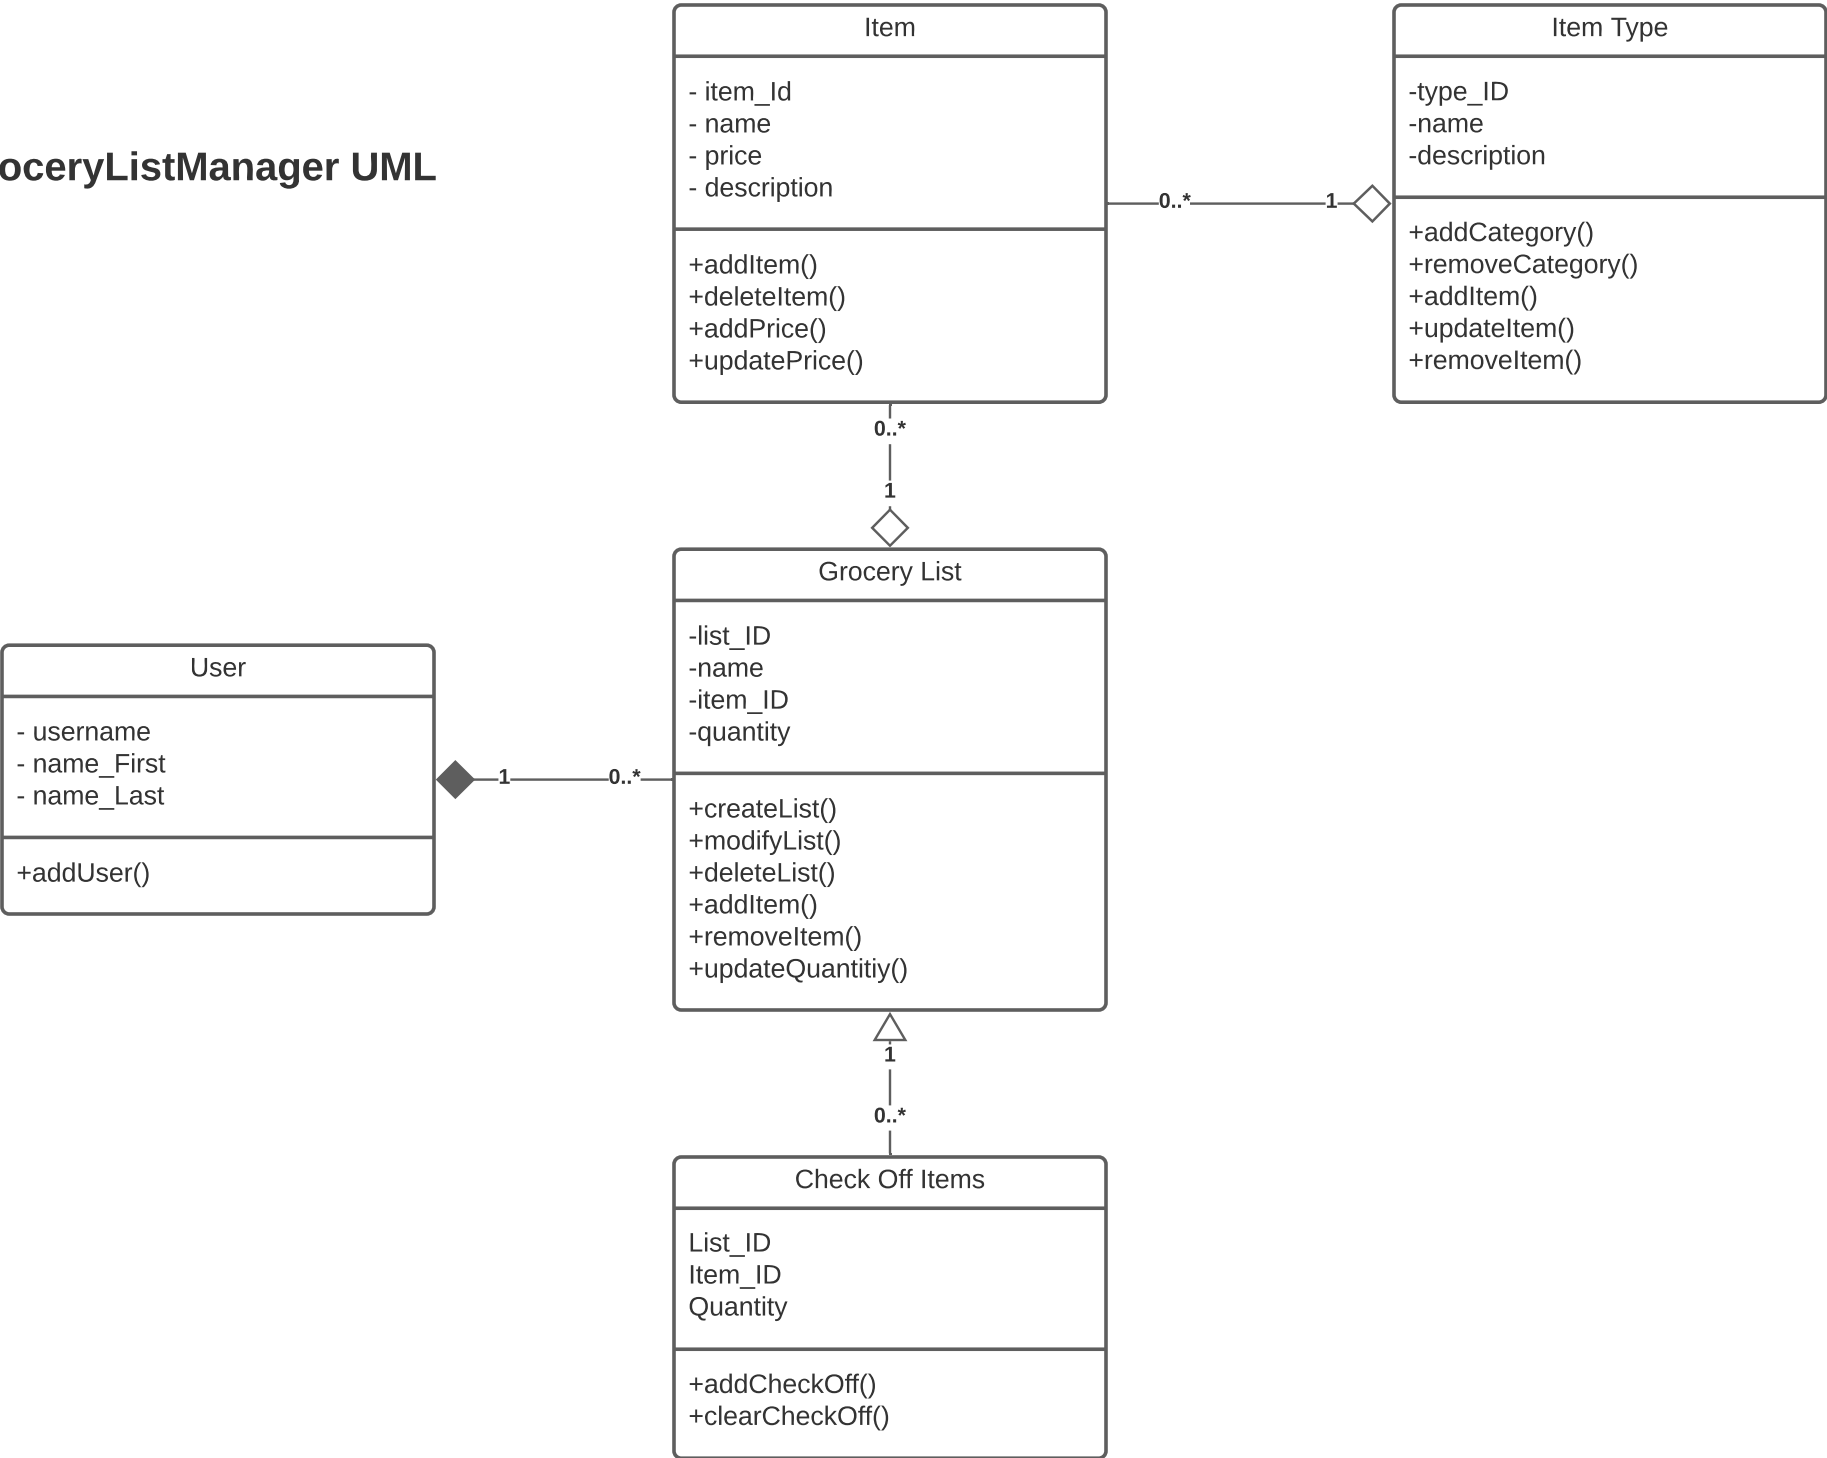 oceryListManager UML
Item
- item_Id
- name
- price
- description
+addItem()
+deleteItem()
+addPrice()
+updatePrice()
0..*
1
Item Type
-type_ID
-name
-description
+addCategory()
+removeCategory()
+addItem()
+updateItem()
+removeItem()
0..*
1
Grocery List
-list_ID
-name
-item_ID
-quantity
+createList()
+modifyList()
+deleteList()
+addItem()
+removeItem()
+updateQuantitiy()
User
- username
- name_First
- name_Last
+addUser()
1
0..*
1
0..*
Check Off Items
List_ID
Item_ID
Quantity
+addCheckOff()
+clearCheckOff()